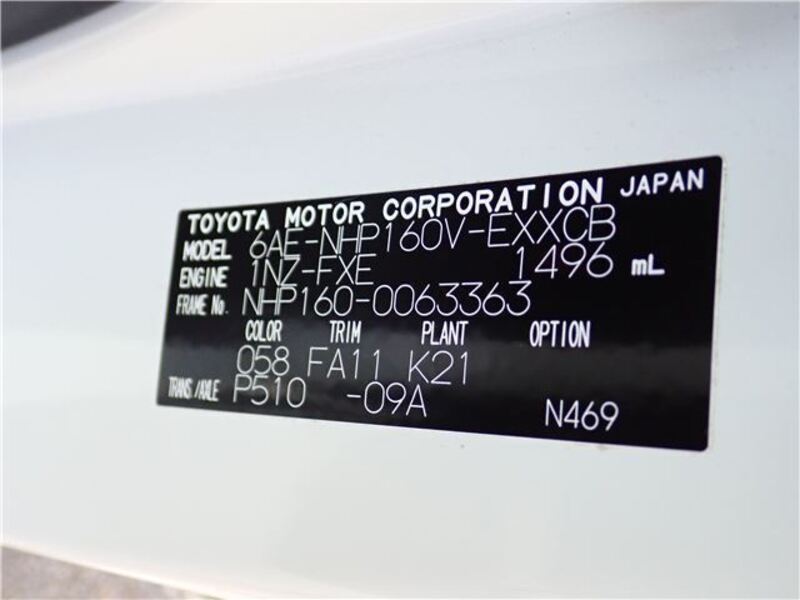 TOYOTA MOTOR CORPORATION JAPAN
MODEL 6AE-NHP160V-EXXCB
ENGINE 1NZ-FXE 1496 mL
FRAME No. NHP160-0063363
COLOR TRIM PLANT OPTION
058 FA11 K21
TRANS./AXLE P510 -09A
N469